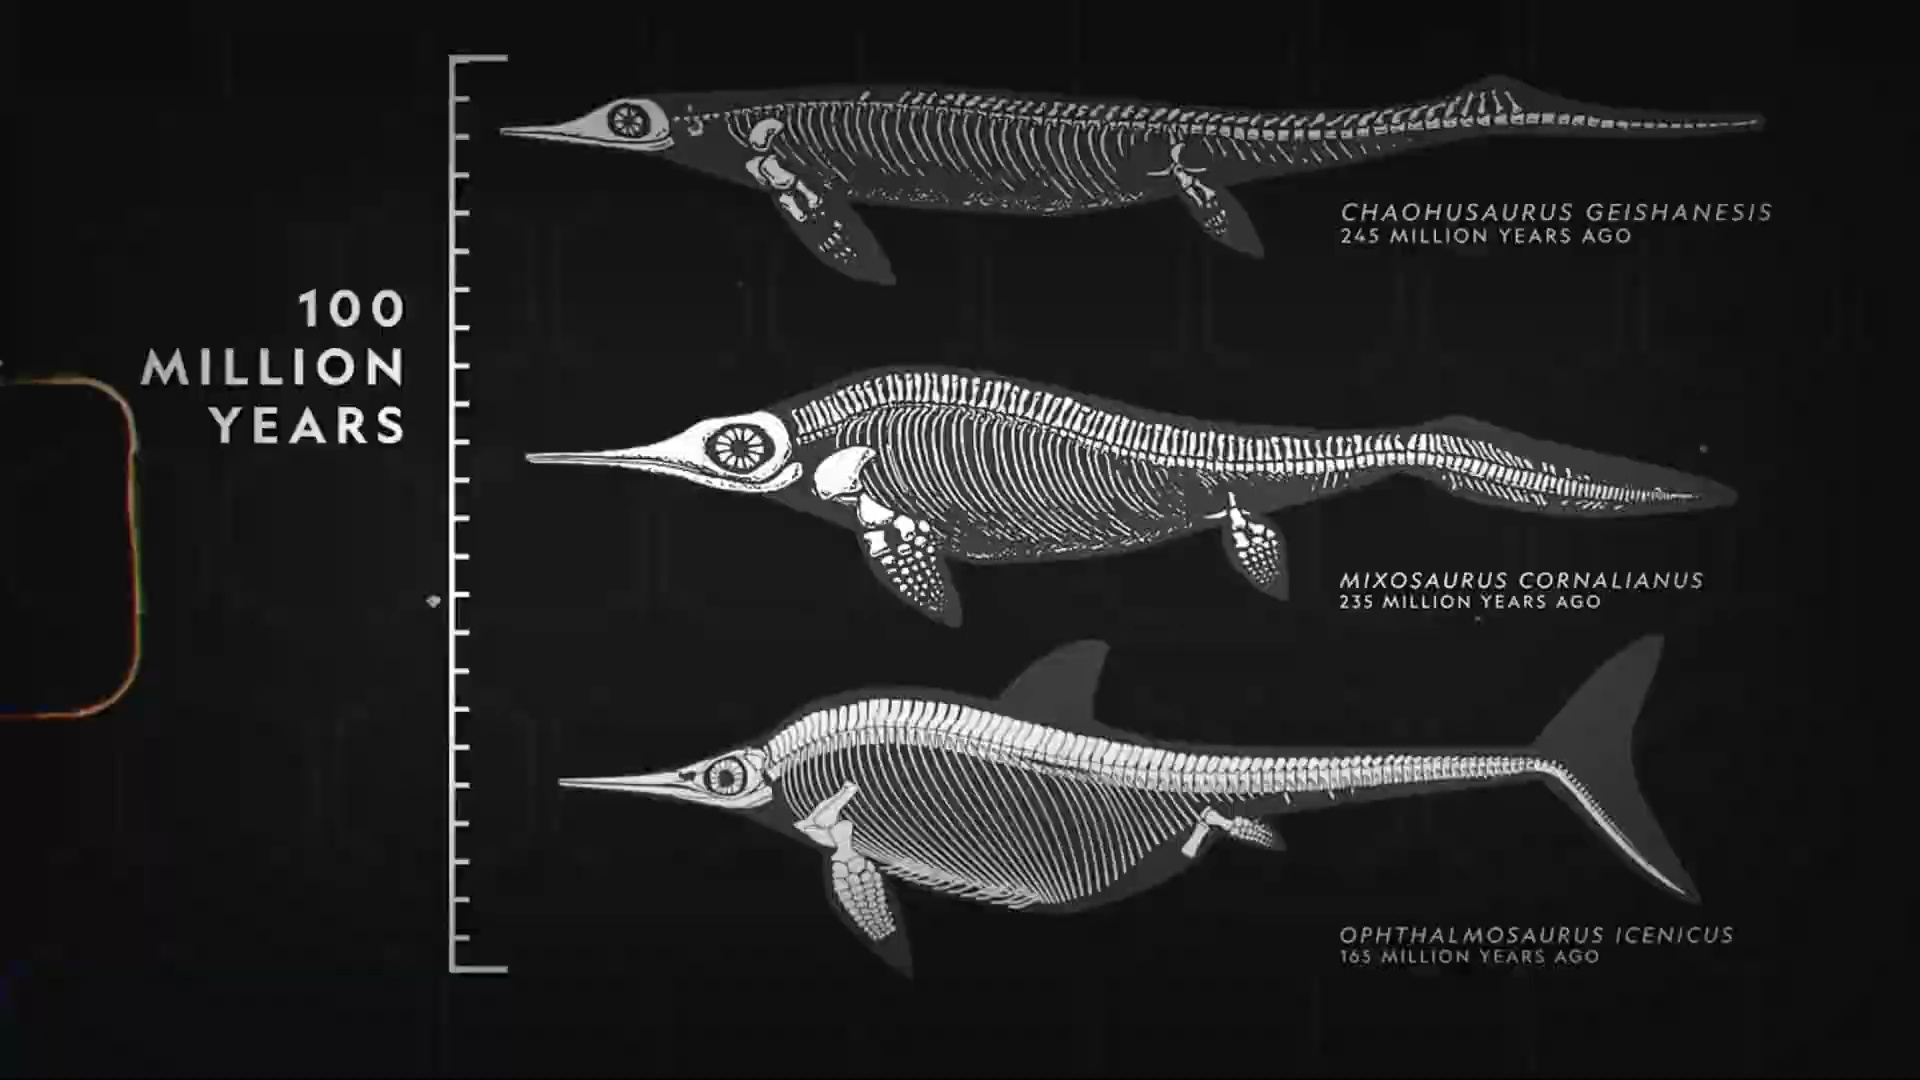 100
MILLION
YEARS
CHAOHUSAURUS GEISHANESIS
245 MILLION YEARS AGO
MIXOSAURUS CORNALIANUS
235 MILLION YEARS AGO
OPHTHALMOSAURUS ICENICUS
165 MILLION YEARS AGO